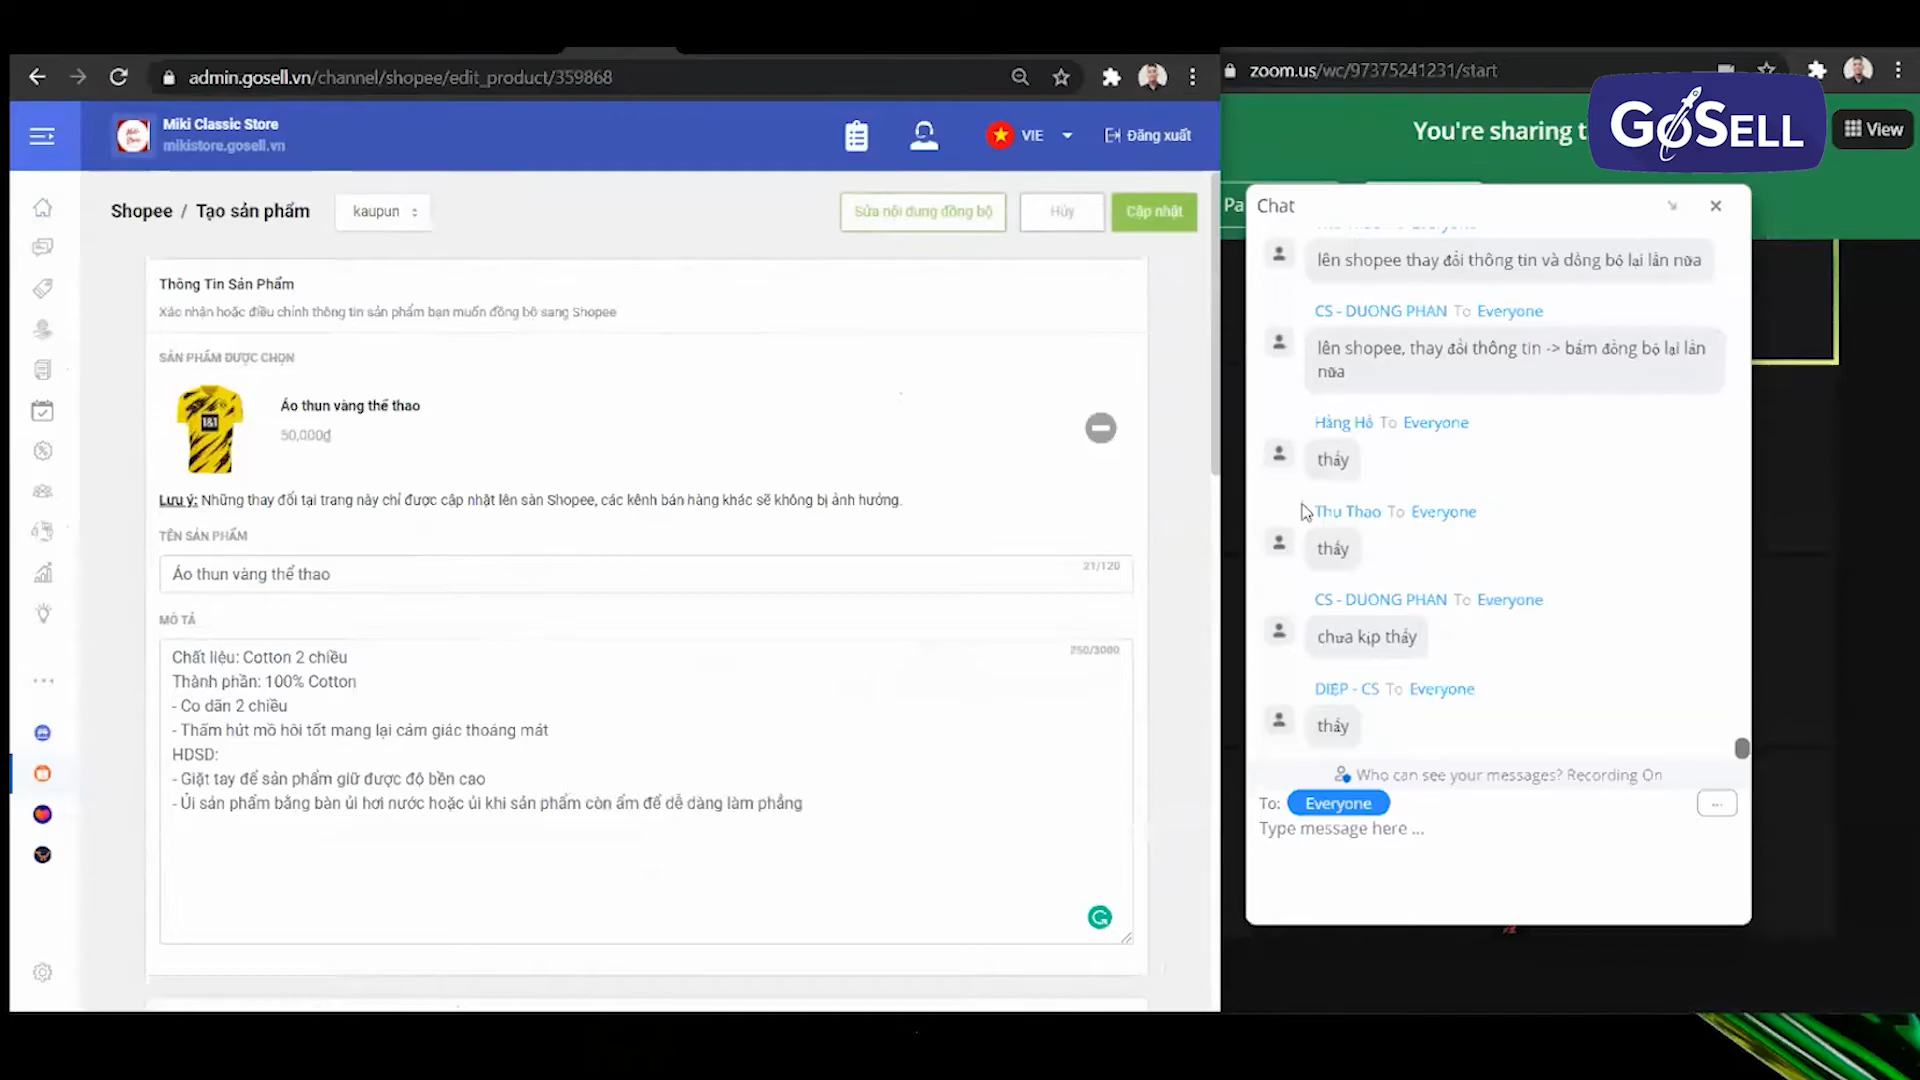 admin.gosell.vn/channel/shopee/edit_product/359868
zoom.us/wc/97375241231/start
Miki Classic Store
mikistore.gosell.vn
VIE
Đăng xuất
You're sharing t
GOSELL
View
Shopee / Tạo sản phẩm
kaupun
Sửa nội dung đồng bộ
Hủy
Cập nhật
Thông Tin Sản Phẩm
Xác nhận hoặc điều chỉnh thông tin sản phẩm bạn muốn đồng bộ sang Shopee
SẢN PHẨM ĐƯỢC CHỌN
1&1
Áo thun vàng thể thao
50,000₫
Lưu ý: Những thay đổi tại trang này chỉ được cập nhật lên sàn Shopee, các kênh bán hàng khác sẽ không bị ảnh hưởng.
TÊN SẢN PHẨM
Áo thun vàng thể thao
21/120
MÔ TẢ
250/3000
Chất liệu: Cotton 2 chiều
Thành phần: 100% Cotton
- Co dãn 2 chiều
- Thấm hút mồ hôi tốt mang lại cảm giác thoáng mát
HDSD:
- Giặt tay để sản phẩm giữ được độ bền cao
- Ủi sản phẩm bằng bàn ủi hơi nước hoặc ủi khi sản phẩm còn ẩm để dễ dàng làm phẳng
Pa
Chat
lên shopee thay đổi thông tin và đồng bộ lại lần nữa
CS - DUONG PHAN To Everyone
lên shopee, thay đổi thông tin -> bấm đồng bộ lại lần
nữa
Hằng Hồ To Everyone
thấy
Thu Thao To Everyone
thấy
CS - DUONG PHAN To Everyone
chưa kịp thấy
DIỆP - CS To Everyone
thấy
Who can see your messages? Recording On
To: Everyone
Type message here ...